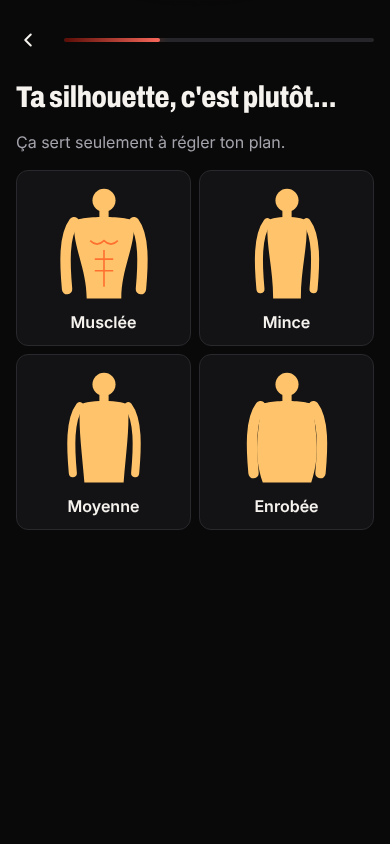 Ta silhouette, c'est plutôt...
Ça sert seulement à régler ton plan.
Musclée
Mince
Moyenne
Enrobée